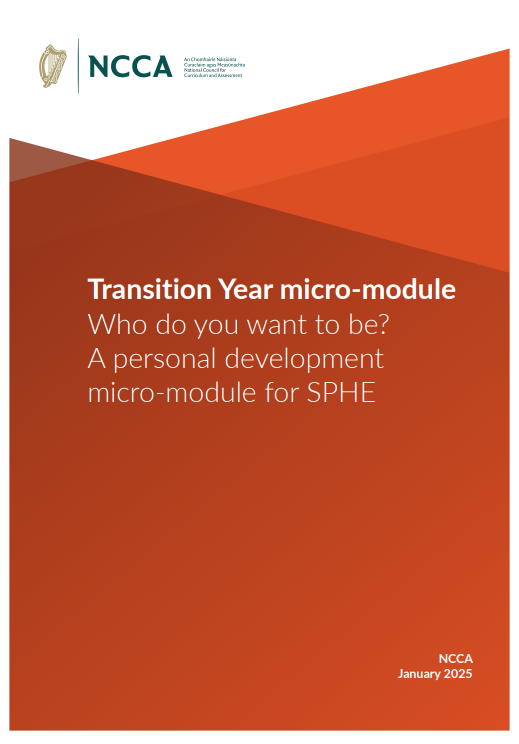 NCCA
An Chomhairle Náisiúnta
Curaclaim agus Measúnachta
National Council for
Curriculum and Assessment
Transition Year micro-module
Who do you want to be?
A personal development
micro-module for SPHE
NCCA
January 2025